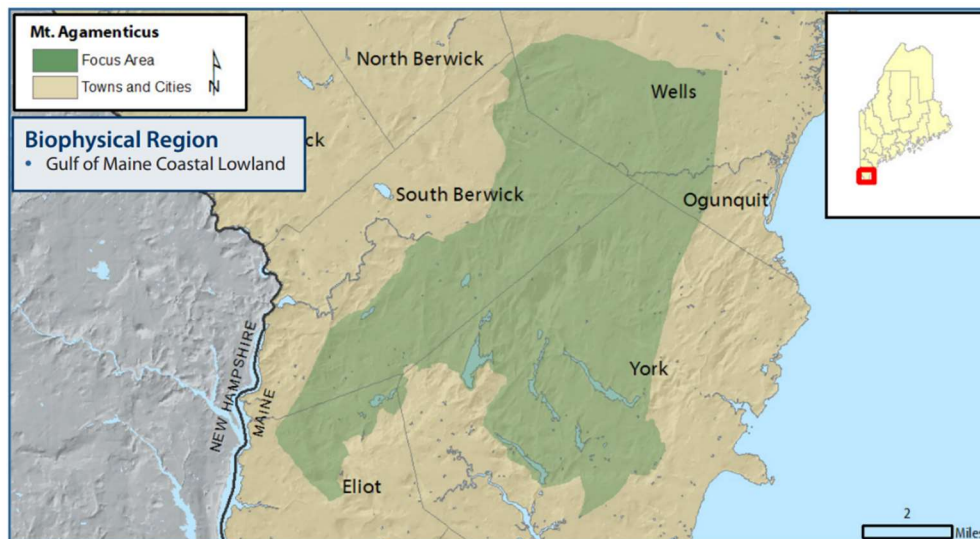 Mt. Agamenticus
Focus Area
Towns and Cities
N
Biophysical Region
• Gulf of Maine Coastal Lowland
North Berwick
Wells
ck
South Berwick
Ogunquit
NEW HAMPSHIRE
MAINE
York
Eliot
2
Miles